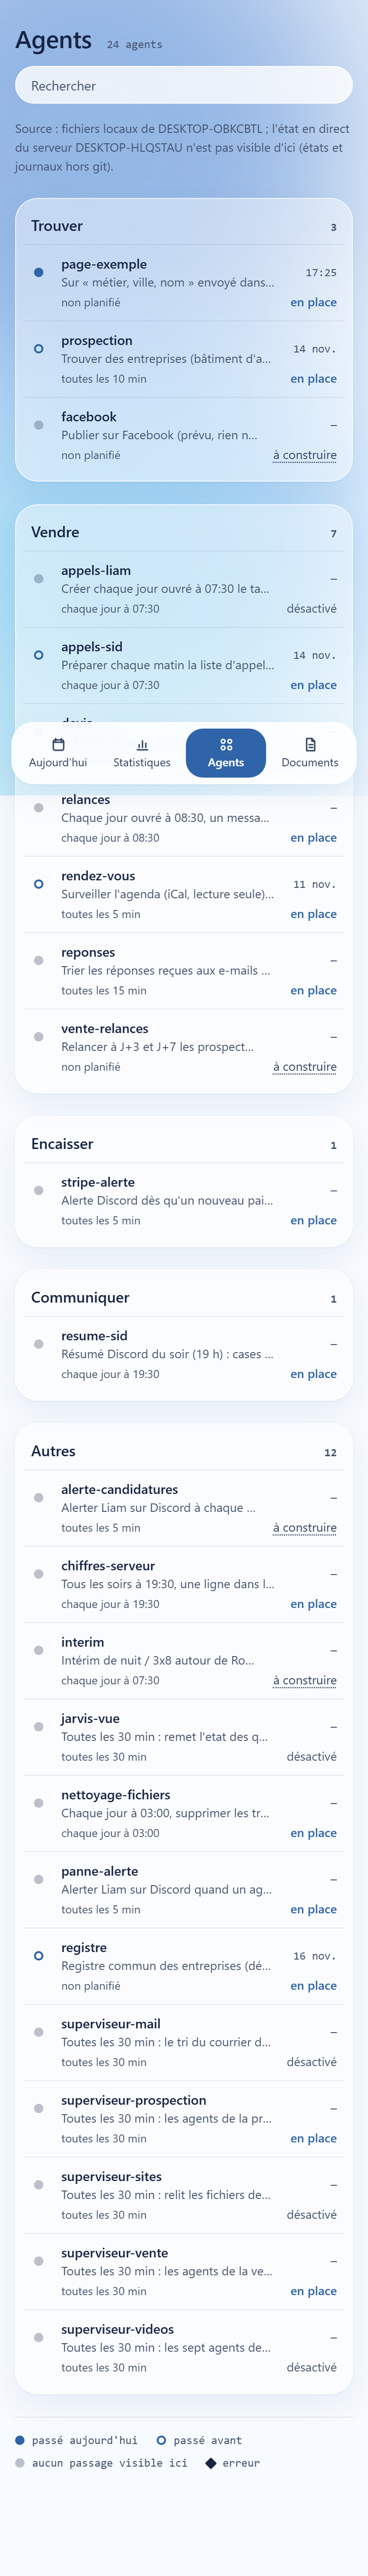 Agents 24 agents
Rechercher
Source : fichiers locaux de DESKTOP-OBKCBTL ; l'état en direct
du serveur DESKTOP-HLQSTAU n'est pas visible d'ici (états et
journaux hors git).
Trouver 3
page-exemple 17:25
Sur « métier, ville, nom » envoyé dans...
non planifié en place
prospection 14 nov.
Trouver des entreprises (bâtiment d'a...
toutes les 10 min en place
facebook –
Publier sur Facebook (prévu, rien n...
non planifié à construire
Vendre 7
appels-liam –
Créer chaque jour ouvré à 07:30 le ta...
chaque jour à 07:30 désactivé
appels-sid 14 nov.
Préparer chaque matin la liste d'appel...
chaque jour à 07:30 en place
devis
Aujourd'hui Statistiques Agents Documents
relances –
Chaque jour ouvré à 08:30, un messa...
chaque jour à 08:30 en place
rendez-vous 11 nov.
Surveiller l'agenda (iCal, lecture seule)...
toutes les 5 min en place
reponses –
Trier les réponses reçues aux e-mails ...
toutes les 15 min en place
vente-relances –
Relancer à J+3 et J+7 les prospect...
non planifié à construire
Encaisser 1
stripe-alerte –
Alerte Discord dès qu'un nouveau pai...
toutes les 5 min en place
Communiquer 1
resume-sid –
Résumé Discord du soir (19 h) : cases ...
chaque jour à 19:30 en place
Autres 12
alerte-candidatures –
Alerter Liam sur Discord à chaque ...
toutes les 5 min à construire
chiffres-serveur –
Tous les soirs à 19:30, une ligne dans l...
chaque jour à 19:30 en place
interim –
Intérim de nuit / 3x8 autour de Ro...
chaque jour à 07:30 à construire
jarvis-vue –
Toutes les 30 min : remet l'etat des q...
toutes les 30 min désactivé
nettoyage-fichiers –
Chaque jour à 03:00, supprimer les tr...
chaque jour à 03:00 en place
panne-alerte –
Alerter Liam sur Discord quand un ag...
toutes les 5 min en place
registre 16 nov.
Registre commun des entreprises (dé...
non planifié en place
superviseur-mail –
Toutes les 30 min : le tri du courrier d...
toutes les 30 min désactivé
superviseur-prospection –
Toutes les 30 min : les agents de la pr...
toutes les 30 min en place
superviseur-sites –
Toutes les 30 min : relit les fichiers de...
toutes les 30 min désactivé
superviseur-vente –
Toutes les 30 min : les agents de la ve...
toutes les 30 min en place
superviseur-videos –
Toutes les 30 min : les sept agents de...
toutes les 30 min désactivé
passé aujourd'hui passé avant
aucun passage visible ici erreur